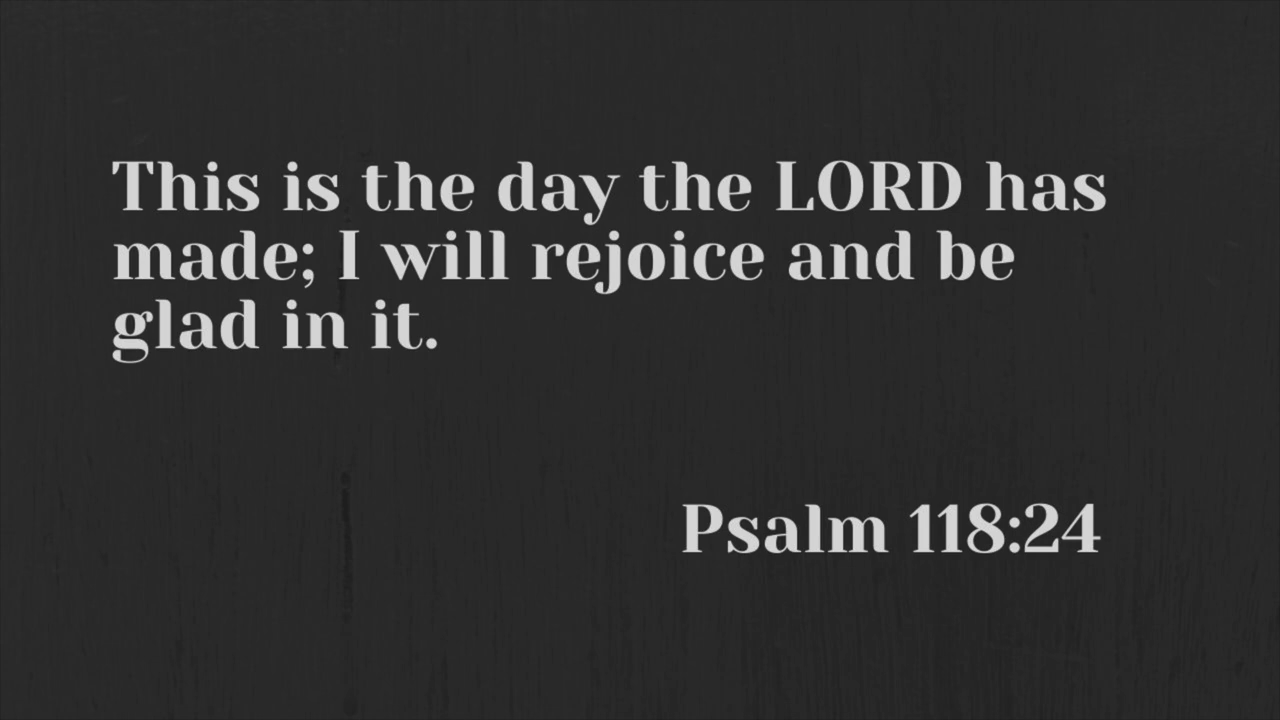 This is the day the LORD has
made; I will rejoice and be
glad in it.
Psalm 118:24